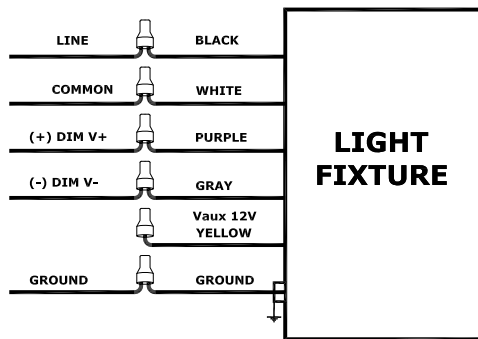 LINE BLACK
COMMON WHITE
(+) DIM V+ PURPLE
(-) DIM V- GRAY
Vaux 12V
YELLOW
GROUND GROUND
LIGHT
FIXTURE